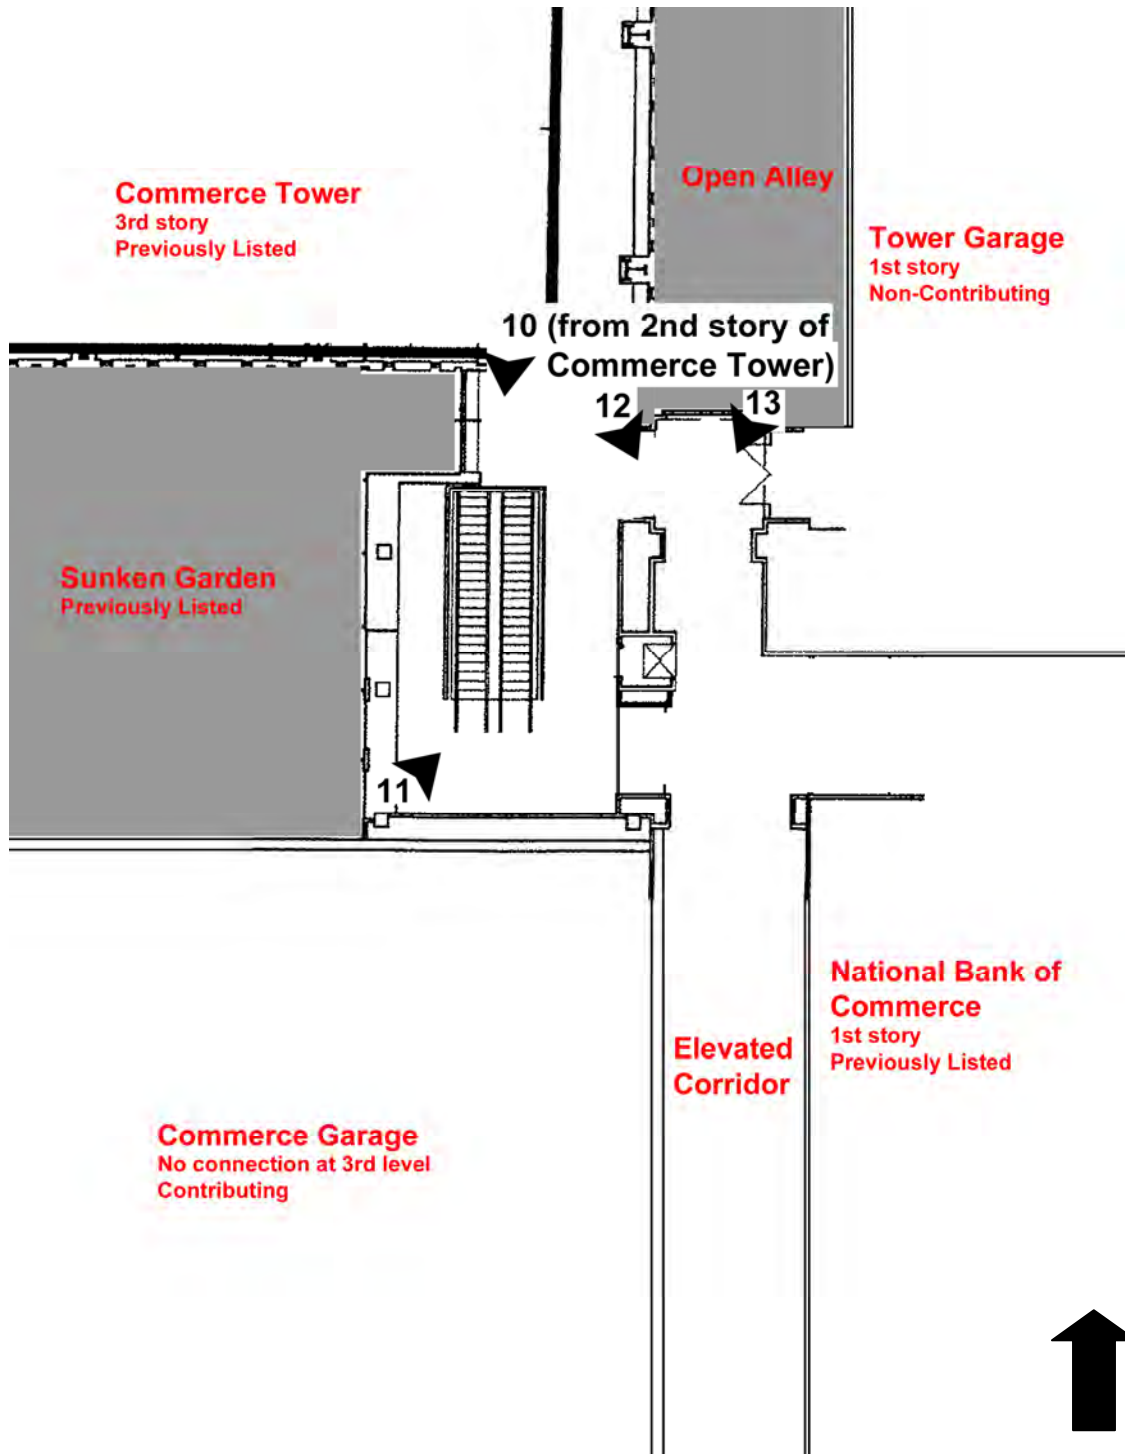 Open Alley
Commerce Tower
3rd story
Previously Listed
Tower Garage
1st story
Non-Contributing
10 (from 2nd story of
Commerce Tower)
12
13
Sunken Garden
Previously Listed
11
National Bank of
Commerce
1st story
Previously Listed
Elevated
Corridor
Commerce Garage
No connection at 3rd level
Contributing